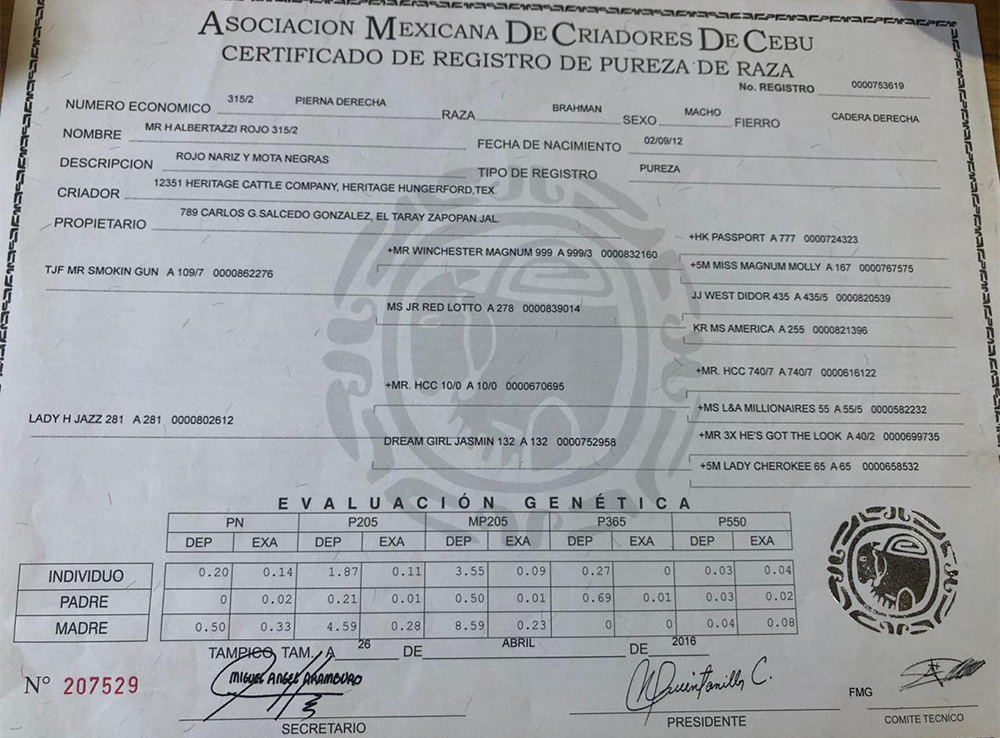 ASOCIACION MEXICANA DE CRIADORES DE CEBU
CERTIFICADO DE REGISTRO DE PUREZA DE RAZA
No. REGISTRO 0000753619
NUMERO ECONOMICO 315/2 PIERNA DERECHA RAZA BRAHMAN SEXO MACHO FIERRO CADERA DERECHA
NOMBRE MR H ALBERTAZZI ROJO 315/2 FECHA DE NACIMIENTO 02/09/12
DESCRIPCION ROJO NARIZ Y MOTA NEGRAS TIPO DE REGISTRO PUREZA
CRIADOR 12351 HERITAGE CATTLE COMPANY, HERITAGE HUNGERFORD,TEX
PROPIETARIO 789 CARLOS G.SALCEDO GONZALEZ, EL TARAY ZAPOPAN.JAL.
+HK PASSPORT A 777 0000724323
+MR WINCHESTER MAGNUM 999 A 999/3 0000832160
+5M MISS MAGNUM MOLLY A 167 0000767575
TJF MR SMOKIN GUN A 109/7 0000862276
JJ WEST DIDOR 435 A 435/5 0000820539
MS JR RED LOTTO A 278 0000839014
KR MS AMERICA A 255 0000821396
+MR. HCC 740/7 A 740/7 0000616122
+MR. HCC 10/0 A 10/0 0000670695
+MS L&A MILLIONAIRES 55 A 55/5 0000582232
LADY H JAZZ 281 A 281 0000802612
+MR 3X HE'S GOT THE LOOK A 40/2 0000699735
DREAM GIRL JASMIN 132 A 132 0000752958
+5M LADY CHEROKEE 65 A 65 0000658532
EVALUACIÓN GENÉTICA
PN P205 MP205 P365 P550
DEP EXA DEP EXA DEP EXA DEP EXA DEP EXA
INDIVIDUO 0.20 0.14 1.87 0.11 3.55 0.09 0.27 0 0.03 0.04
PADRE 0 0.02 0.21 0.01 0.50 0.01 0.69 0.01 0.03 0.02
MADRE 0.50 0.33 4.59 0.28 8.59 0.23 0 0 0.04 0.08
TAMPICO, TAM., A 26 DE ABRIL DE 2016
N° 207529
MIGUEL ANGEL ARAMBURO
SECRETARIO
PRESIDENTE
FMG
COMITE TECNICO